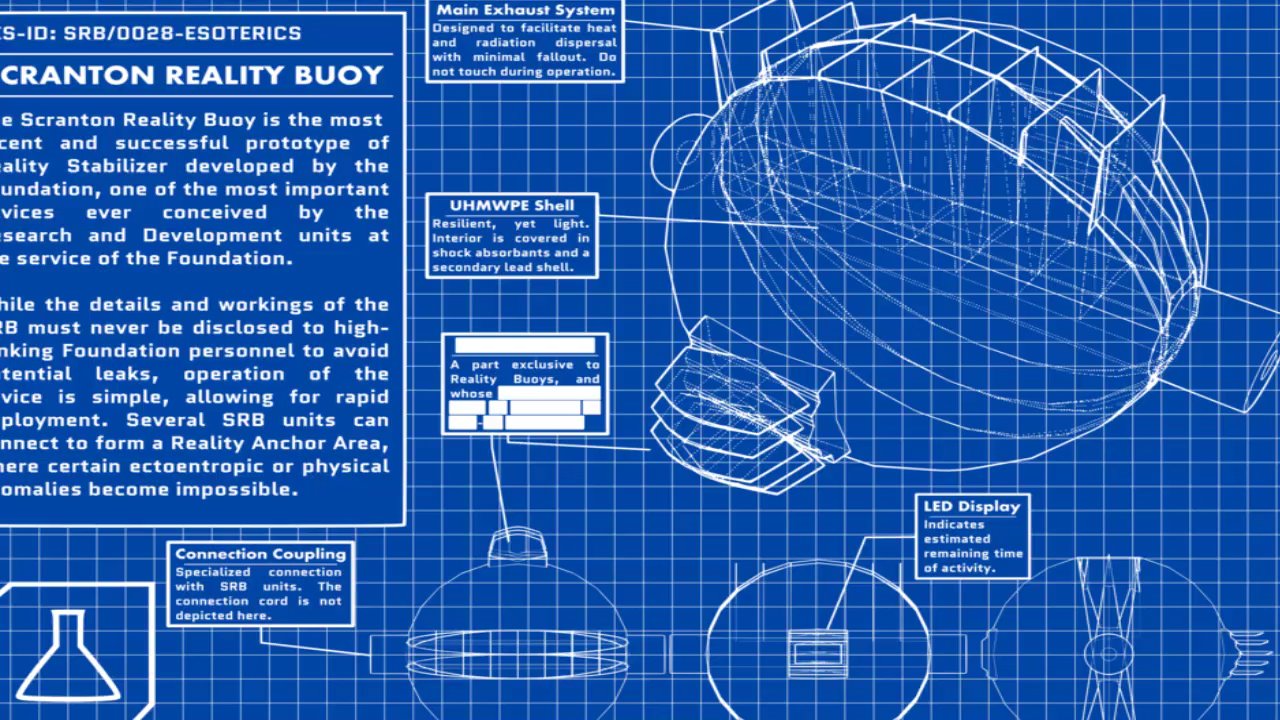 S-ID: SRB/0028-ESOTERICS
CRANTON REALITY BUOY
e Scranton Reality Buoy is the most
cent and successful prototype of
ality Stabilizer developed by the
undation, one of the most important
vices ever conceived by the
esearch and Development units at
e service of the Foundation.
hile the details and workings of the
RB must never be disclosed to high-
nking Foundation personnel to avoid
tential leaks, operation of the
vice is simple, allowing for rapid
ployment. Several SRB units can
nnect to form a Reality Anchor Area,
here certain ectoentropic or physical
omalies become impossible.
Main Exhaust System
Designed to facilitate heat
and radiation dispersal
with minimal fallout. Do
not touch during operation.
UHMWPE Shell
Resilient, yet light.
Interior is covered in
shock absorbants and a
secondary lead shell.
A part exclusive to
Reality Buoys, and
whose
LED Display
Indicates
estimated
remaining time
of activity.
Connection Coupling
Specialized connection
with SRB units. The
connection cord is not
depicted here.